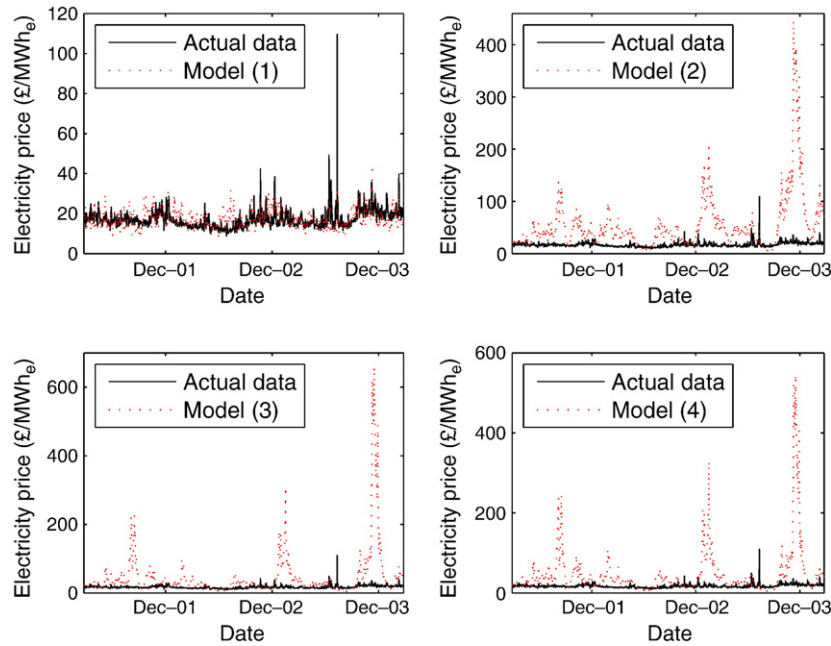 Electricity price (£/MWhe)
120
100
80
60
40
20
0
Actual data
Model (1)
Dec–01
Dec–02
Dec–03
Date
Electricity price (£/MWhe)
400
300
200
100
0
Actual data
Model (2)
Dec–01
Dec–02
Dec–03
Date
Electricity price (£/MWhe)
600
400
200
0
Actual data
Model (3)
Dec–01
Dec–02
Dec–03
Date
Electricity price (£/MWhe)
600
500
400
300
200
100
0
Actual data
Model (4)
Dec–01
Dec–02
Dec–03
Date